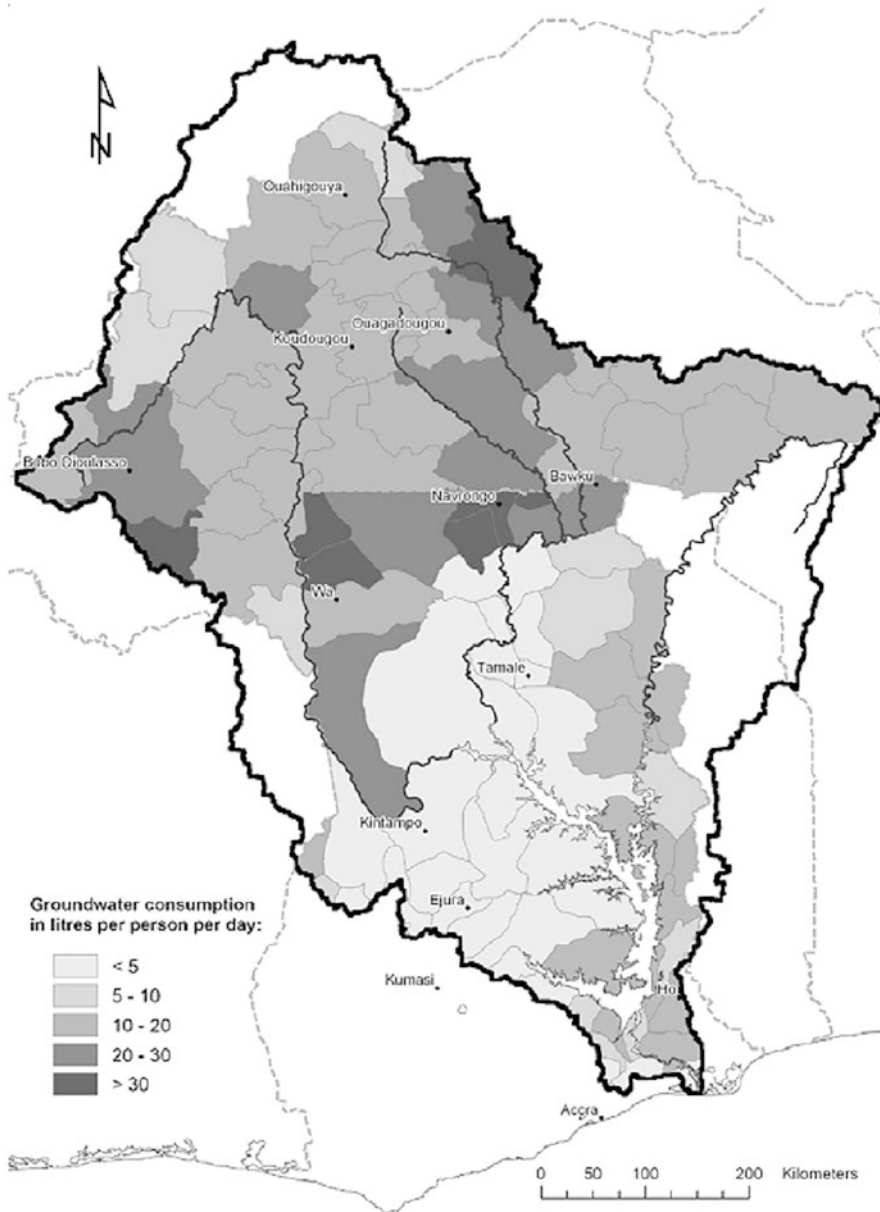 N
Ouahigouya
Ouagadougou
Koudougou
Bobo Dioulasso
Bawku
Navrongo
Wa
Tamale
Kintampo
Groundwater consumption
in litres per person per day:
Ejura
< 5
5 - 10
Kumasi
Ho
10 - 20
20 - 30
> 30
Accra
0 50 100 200 Kilometers